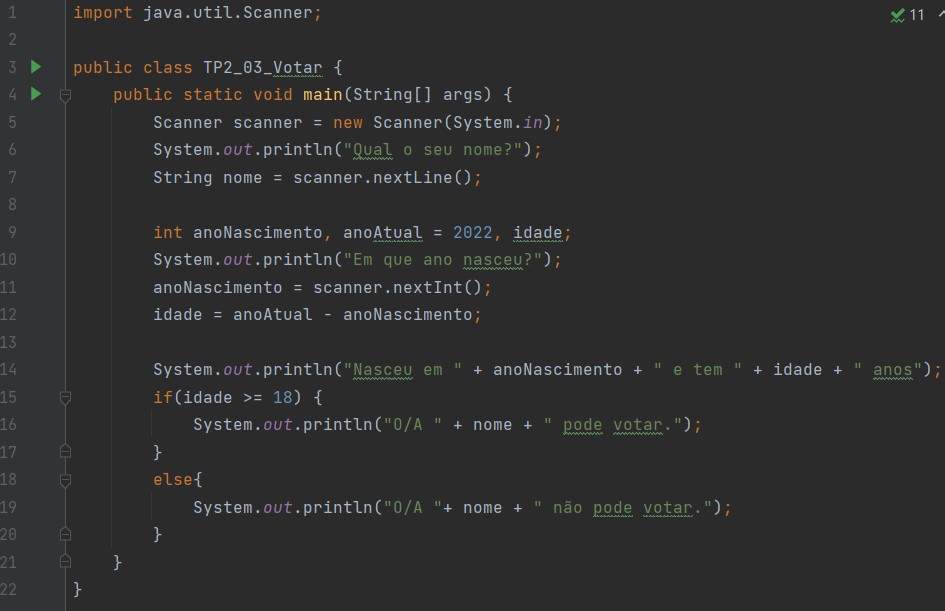 11
1 import java.util.Scanner;
2
3 public class TP2_03_Votar {
4     public static void main(String[] args) {
5         Scanner scanner = new Scanner(System.in);
6         System.out.println("Qual o seu nome?");
7         String nome = scanner.nextLine();
8
9         int anoNascimento, anoAtual = 2022, idade;
10         System.out.println("Em que ano nasceu?");
11         anoNascimento = scanner.nextInt();
12         idade = anoAtual - anoNascimento;
13
14         System.out.println("Nasceu em " + anoNascimento + " e tem " + idade + " anos");
15         if(idade >= 18) {
16             System.out.println("O/A " + nome + " pode votar.");
17         }
18         else{
19             System.out.println("O/A "+ nome + " não pode votar.");
20         }
21     }
22 }